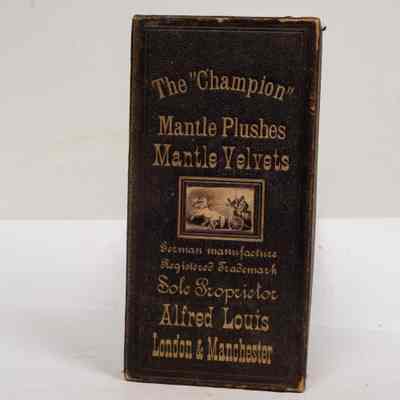 The "Champion"
Mantle Plushes
Mantle Velvets
German manufacture
Registered Trademark
Sole Proprietor
Alfred Louis
London & Manchester